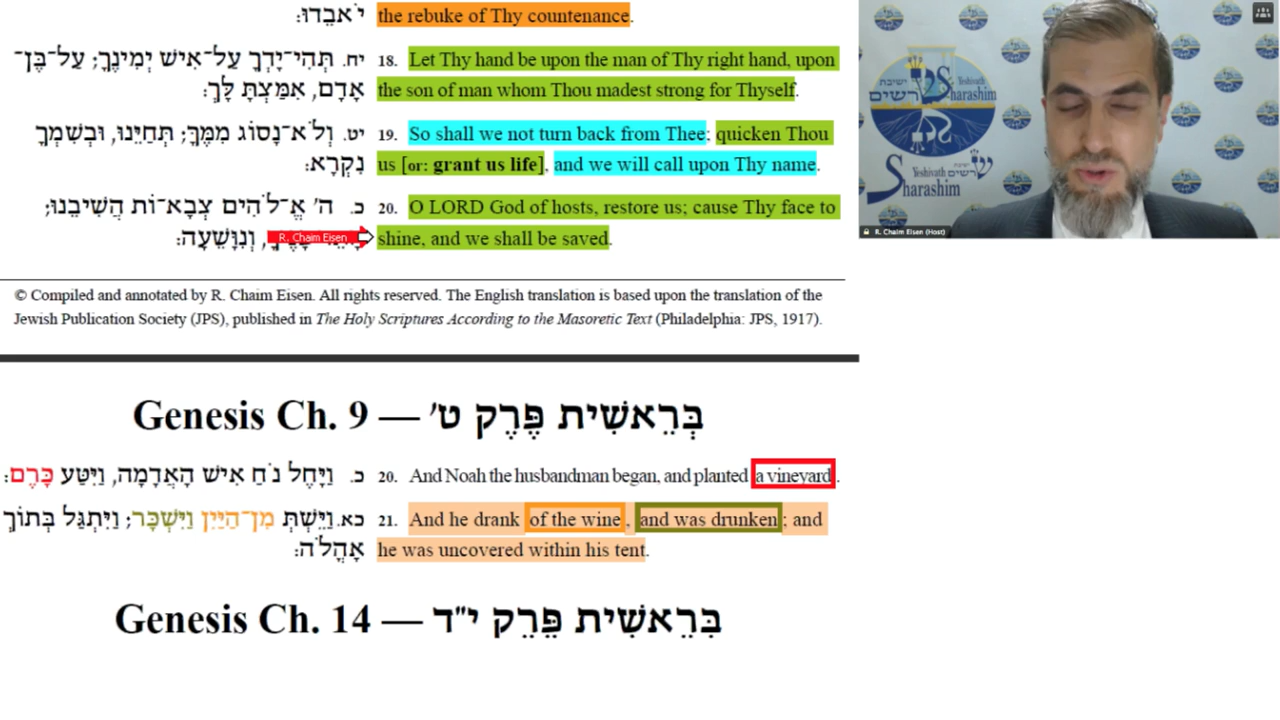 יֹאבֵדוּ: the rebuke of Thy countenance.
יח. תְּהִי־יָדְךָ עַל־אִישׁ יְמִינֶךָ; עַל־בֶּן־ 18. Let Thy hand be upon the man of Thy right hand, upon
אָדָם, אִמַּצְתָּ לָּךְ: the son of man whom Thou madest strong for Thyself.
יט. וְלֹא־נָסוֹג מִמֶּךָּ; תְּחַיֵּנוּ, וּבְשִׁמְךָ 19. So shall we not turn back from Thee; quicken Thou
נִקְרָא: us [or: grant us life], and we will call upon Thy name.
כ. ה' אֱ־לֹהִים צְבָא־וֹת הֲשִׁיבֵנוּ; 20. O LORD God of hosts, restore us; cause Thy face to
וְנִוָּשֵׁעָה: R. Chaim Eisen shine, and we shall be saved.
© Compiled and annotated by R. Chaim Eisen. All rights reserved. The English translation is based upon the translation of the
Jewish Publication Society (JPS), published in The Holy Scriptures According to the Masoretic Text (Philadelphia: JPS, 1917).
Genesis Ch. 9 — בְּרֵאשִׁית פֶּרֶק ט'
כ. וַיָּחֶל נֹחַ אִישׁ הָאֲדָמָה, וַיִּטַּע כָּרֶם: 20. And Noah the husbandman began, and planted a vineyard.
כא. וַיֵּשְׁתְּ מִן־הַיַּיִן וַיִּשְׁכָּר; וַיִּתְגַּל בְּתוֹךְ 21. And he drank of the wine, and was drunken; and
אָהֳלֹה: he was uncovered within his tent.
Genesis Ch. 14 — בְּרֵאשִׁית פֵּרֵק י"ד
ישיבת שרשים Yeshivath Sharashim
ישיבת שרשים Yeshivath Sharashim
R. Chaim Eisen (Host)